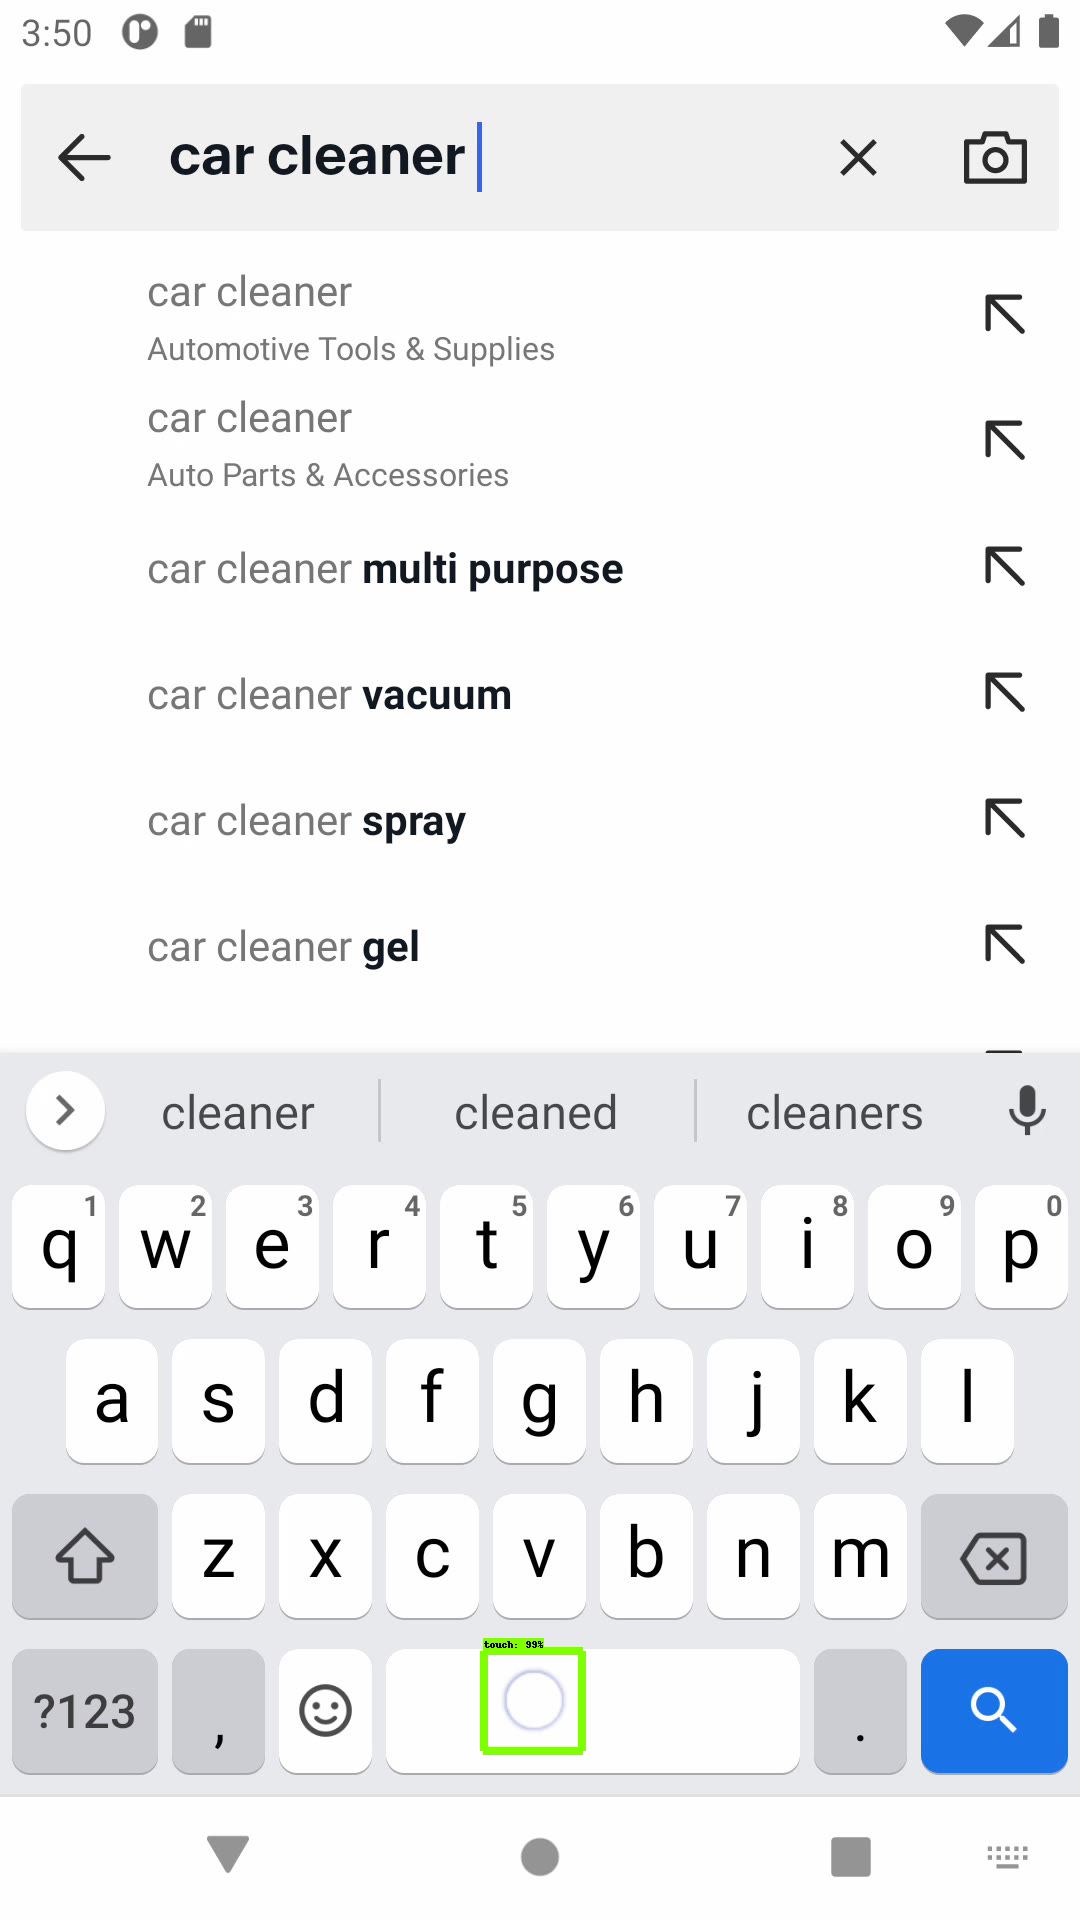 3:50
car cleaner
car cleaner
Automotive Tools & Supplies
car cleaner
Auto Parts & Accessories
car cleaner multi purpose
car cleaner vacuum
car cleaner spray
car cleaner gel
cleaner cleaned cleaners
1 2 3 4 5 6 7 8 9 0
q w e r t y u i o p
a s d f g h j k l
z x c v b n m
touch: 99%
?123 , .